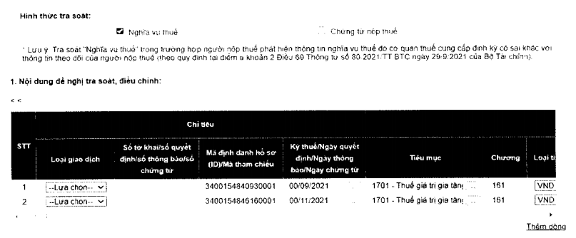 Hình thức tra soát:
Nghĩa vụ thuế
Chứng từ nộp thuế
* Lưu ý: Tra soát "Nghĩa vụ thuế" trong trường hợp người nộp thuế phát hiện thông tin nghĩa vụ thuế do cơ quan thuế cung cấp định kỳ có sai khác với
thông tin theo dõi của người nộp thuế (theo quy định tại điểm a khoản 2 Điều 69 Thông tư số 80/2021/TT-BTC ngày 29/9/2021 của Bộ Tài chính).
1. Nội dung đề nghị tra soát, điều chỉnh:
< <
Chỉ tiêu
STT Loại giao dịch Số tờ khai/số quyết định/số thông báo/số chứng từ Mã định danh hồ sơ (ID)/Mã tham chiếu Kỳ thuế/Ngày quyết định/Ngày thông báo/Ngày chứng từ Tiểu mục Chương Loại ti
1 --Lựa chọn-- 3400154840930001 00/09/2021 1701 - Thuế giá trị gia tăng ... 161 VND
2 --Lựa chọn-- 00/11/2021 1701 - Thuế giá trị gia tăng ... 161 VND
Thêm dòng